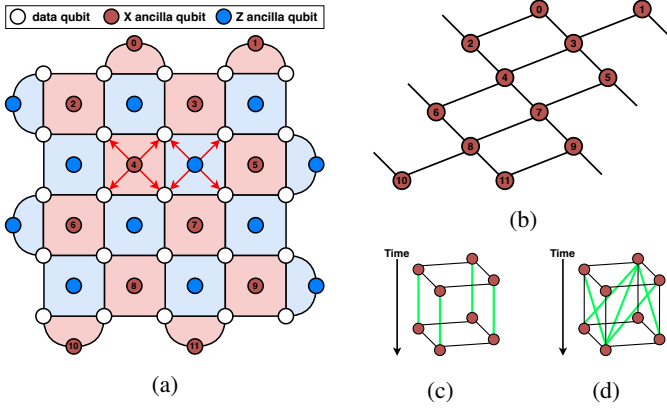 data qubit X ancilla qubit Z ancilla qubit
0 1
2 3
4 5
6 7
8 9
10 11
(a)
0 1
2 3
4 5
6 7
8 9
10 11
(b)
Time
(c)
Time
(d)